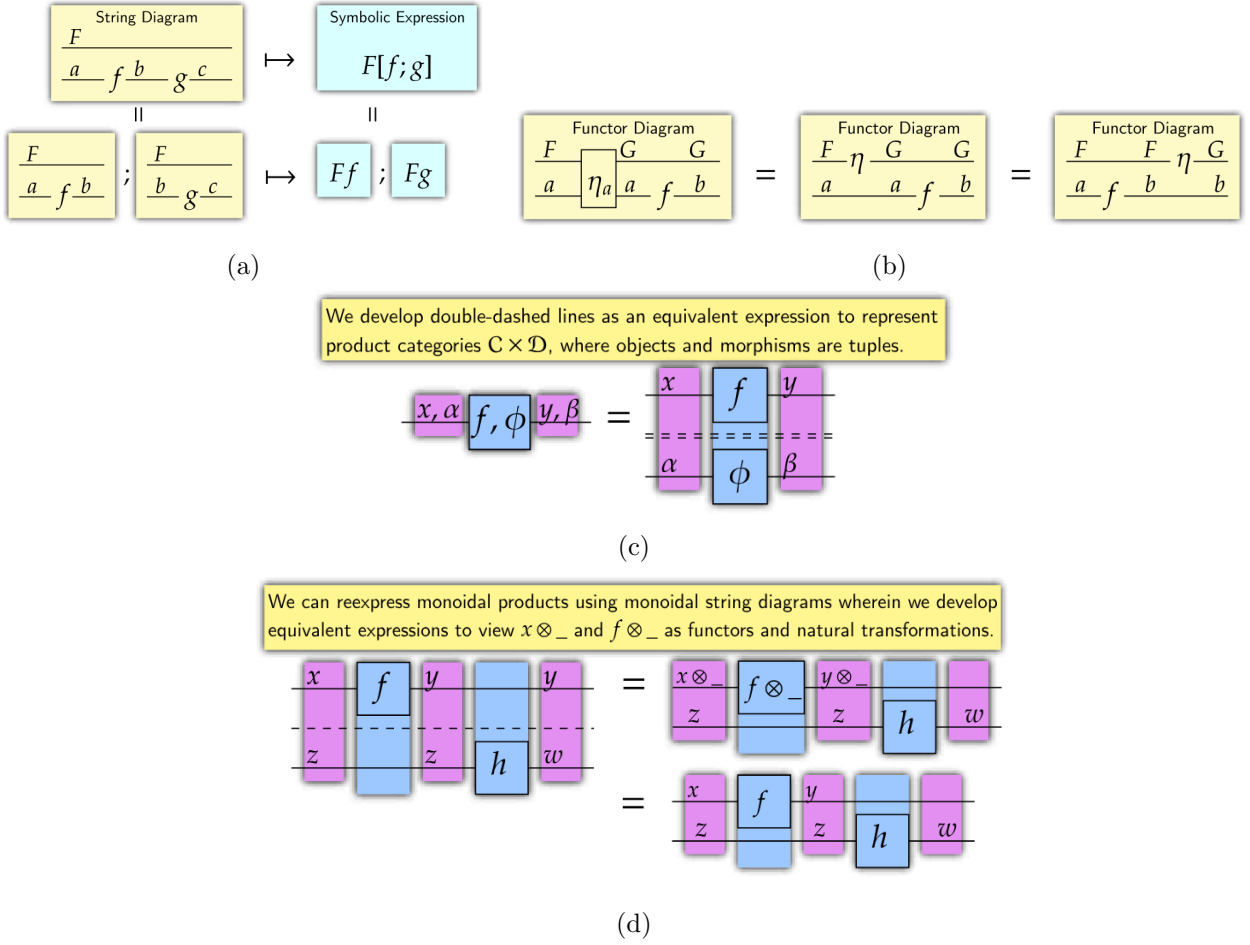 String Diagram
F
a f b g c
↦
Symbolic Expression
F[f; g]
=
=
F
a f b
;
F
b g c
↦
Ff ; Fg
(a)
Functor Diagram
F G G
a ηₐ a f b
=
Functor Diagram
F η G G
a a f b
=
Functor Diagram
F F η G
a f b b
(b)
We develop double-dashed lines as an equivalent expression to represent
product categories C × D, where objects and morphisms are tuples.
x, α f, ϕ y, β
=
x f y
α ϕ β
(c)
We can reexpress monoidal products using monoidal string diagrams wherein we develop
equivalent expressions to view x ⊗ _ and f ⊗ _ as functors and natural transformations.
x f y y
z z h w
=
x ⊗ _ f ⊗ _ y ⊗ _
z z h w
=
x f y
z z h w
(d)